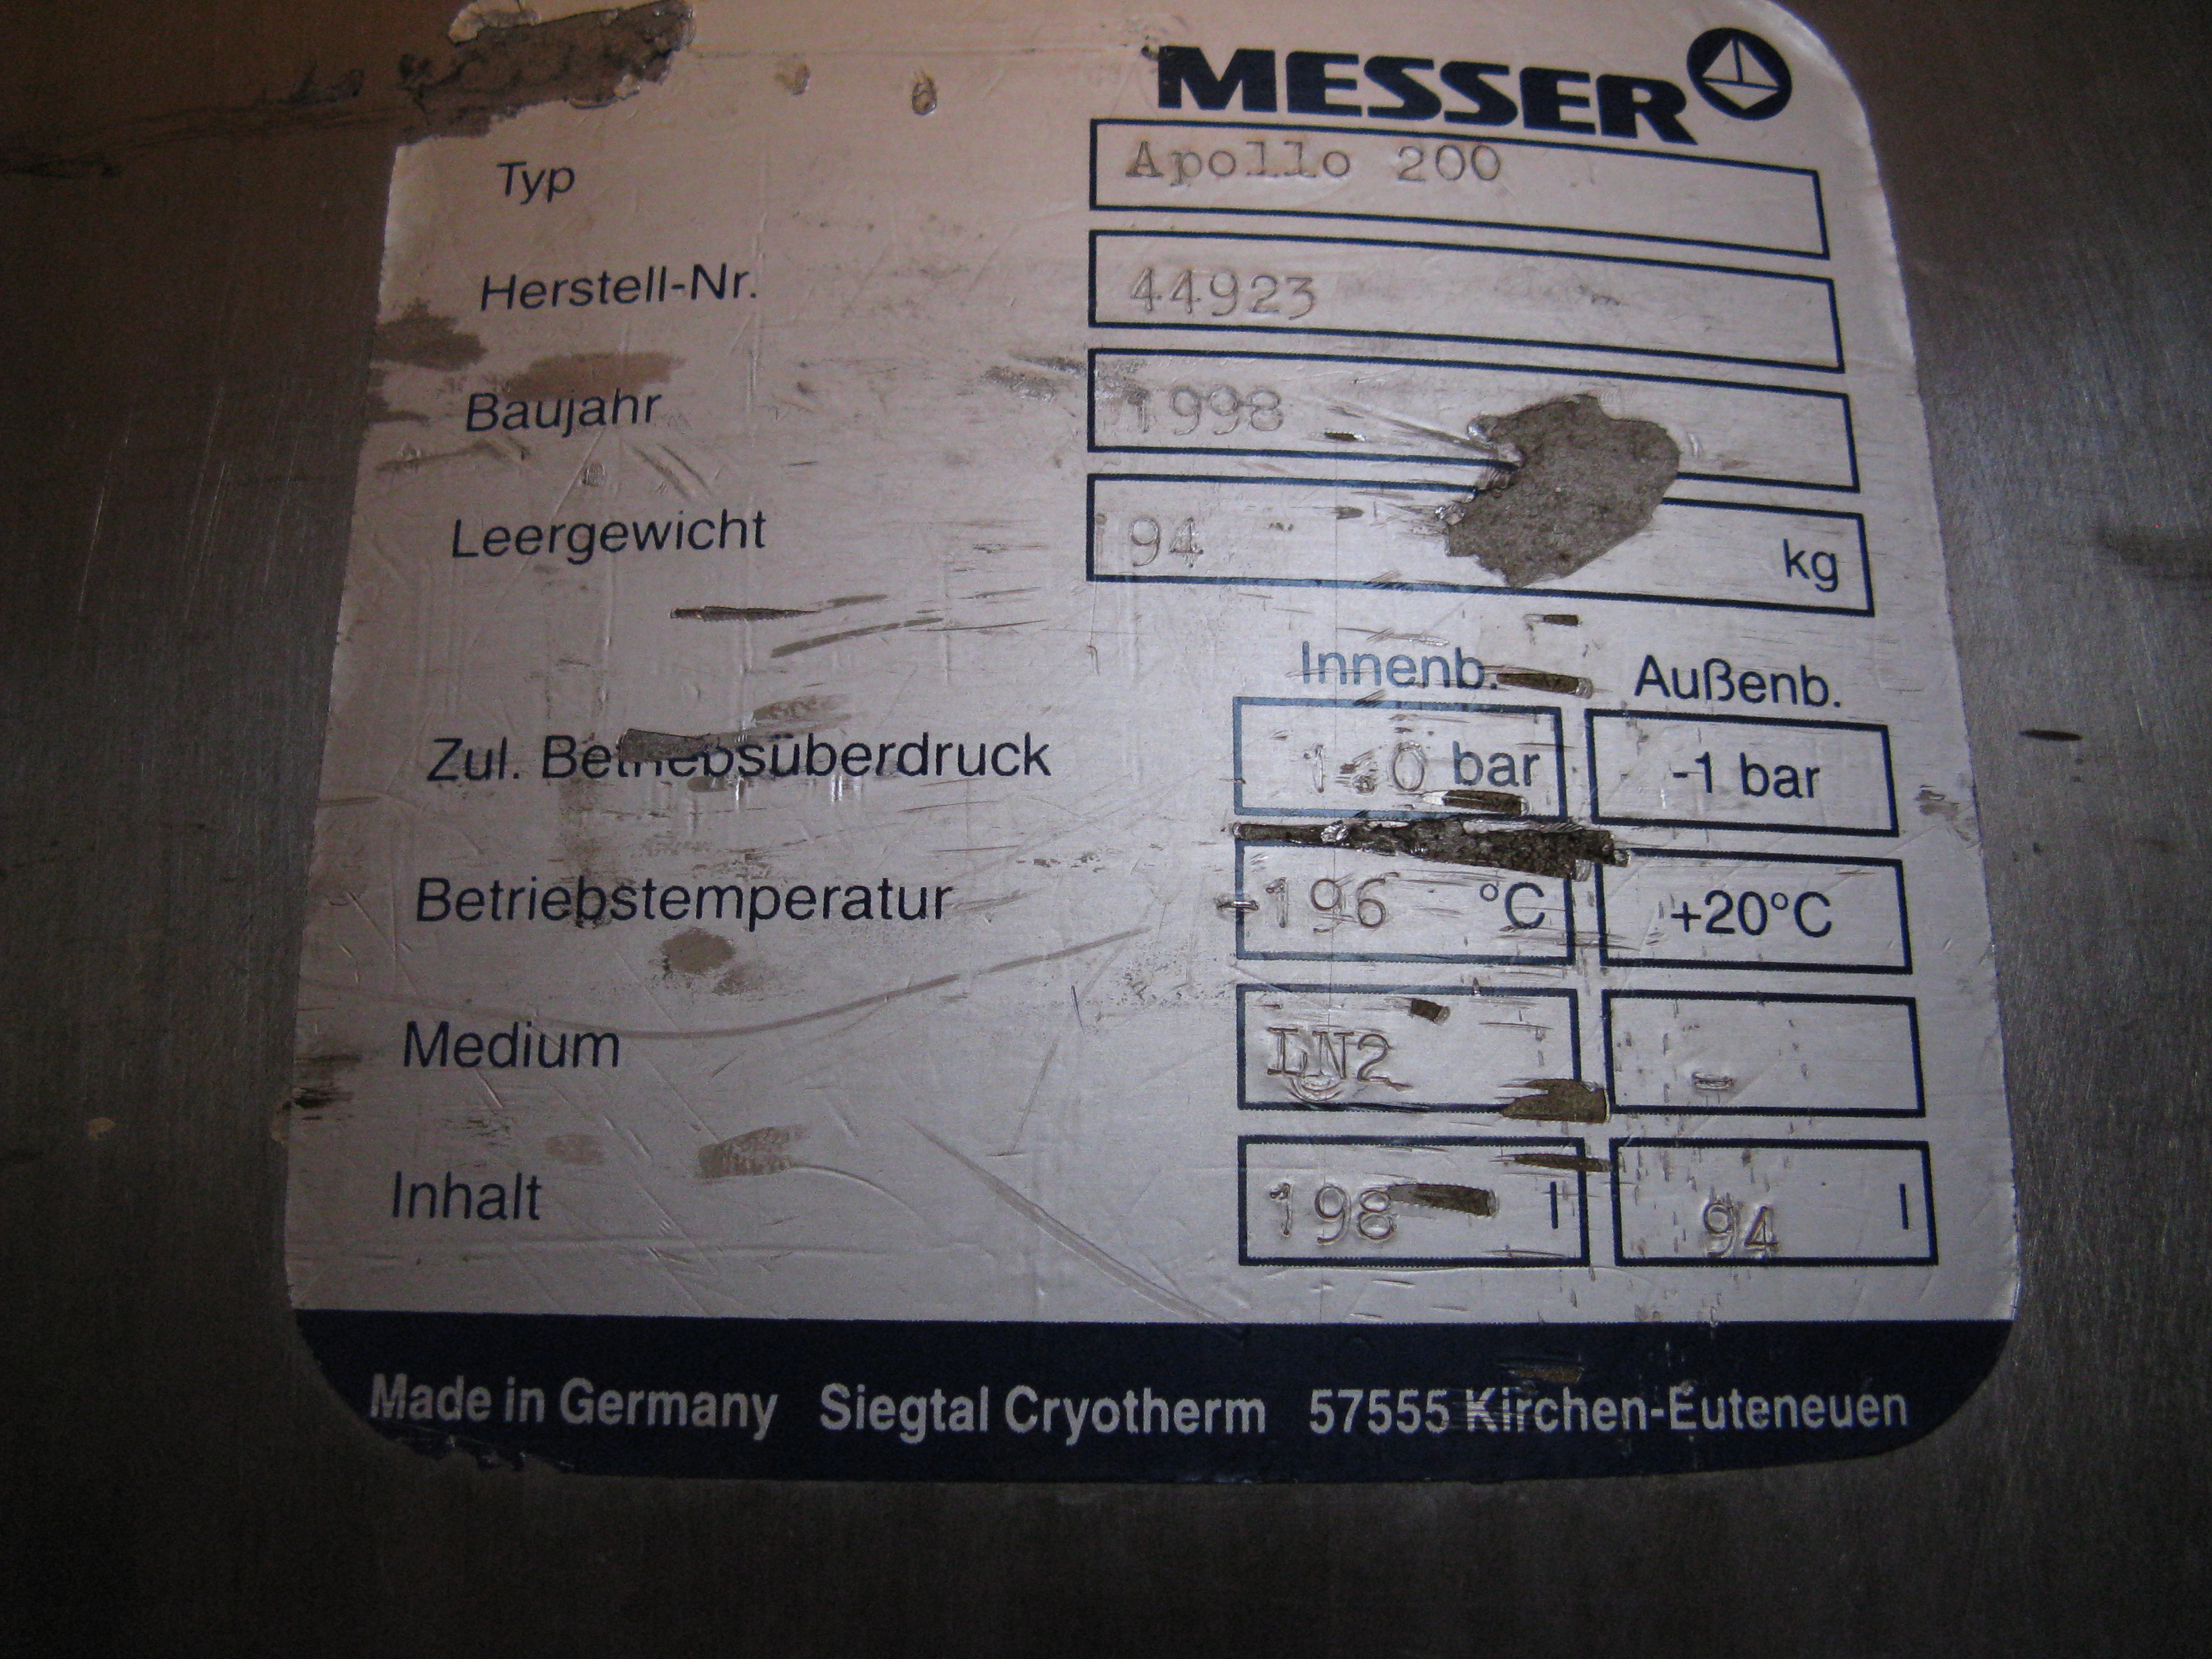 MESSER
Typ Apollo 200
Herstell-Nr. 44923
Baujahr 1998
Leergewicht 94 kg
Innenb. Außenb.
Zul. Betriebsüberdruck bar -1 bar
Betriebstemperatur -196 °C +20°C
Medium LN2 -
Inhalt 198 l 94 l
Made in Germany Siegtal Cryotherm 57555 Kirchen-Euteneuen